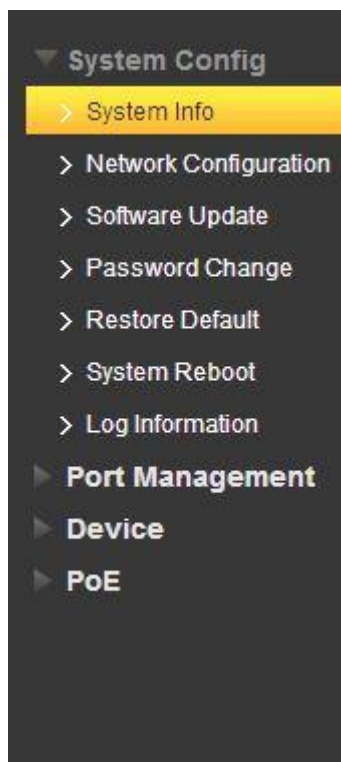 System Config
System Info
Network Configuration
Software Update
Password Change
Restore Default
System Reboot
Log Information
Port Management
Device
PoE